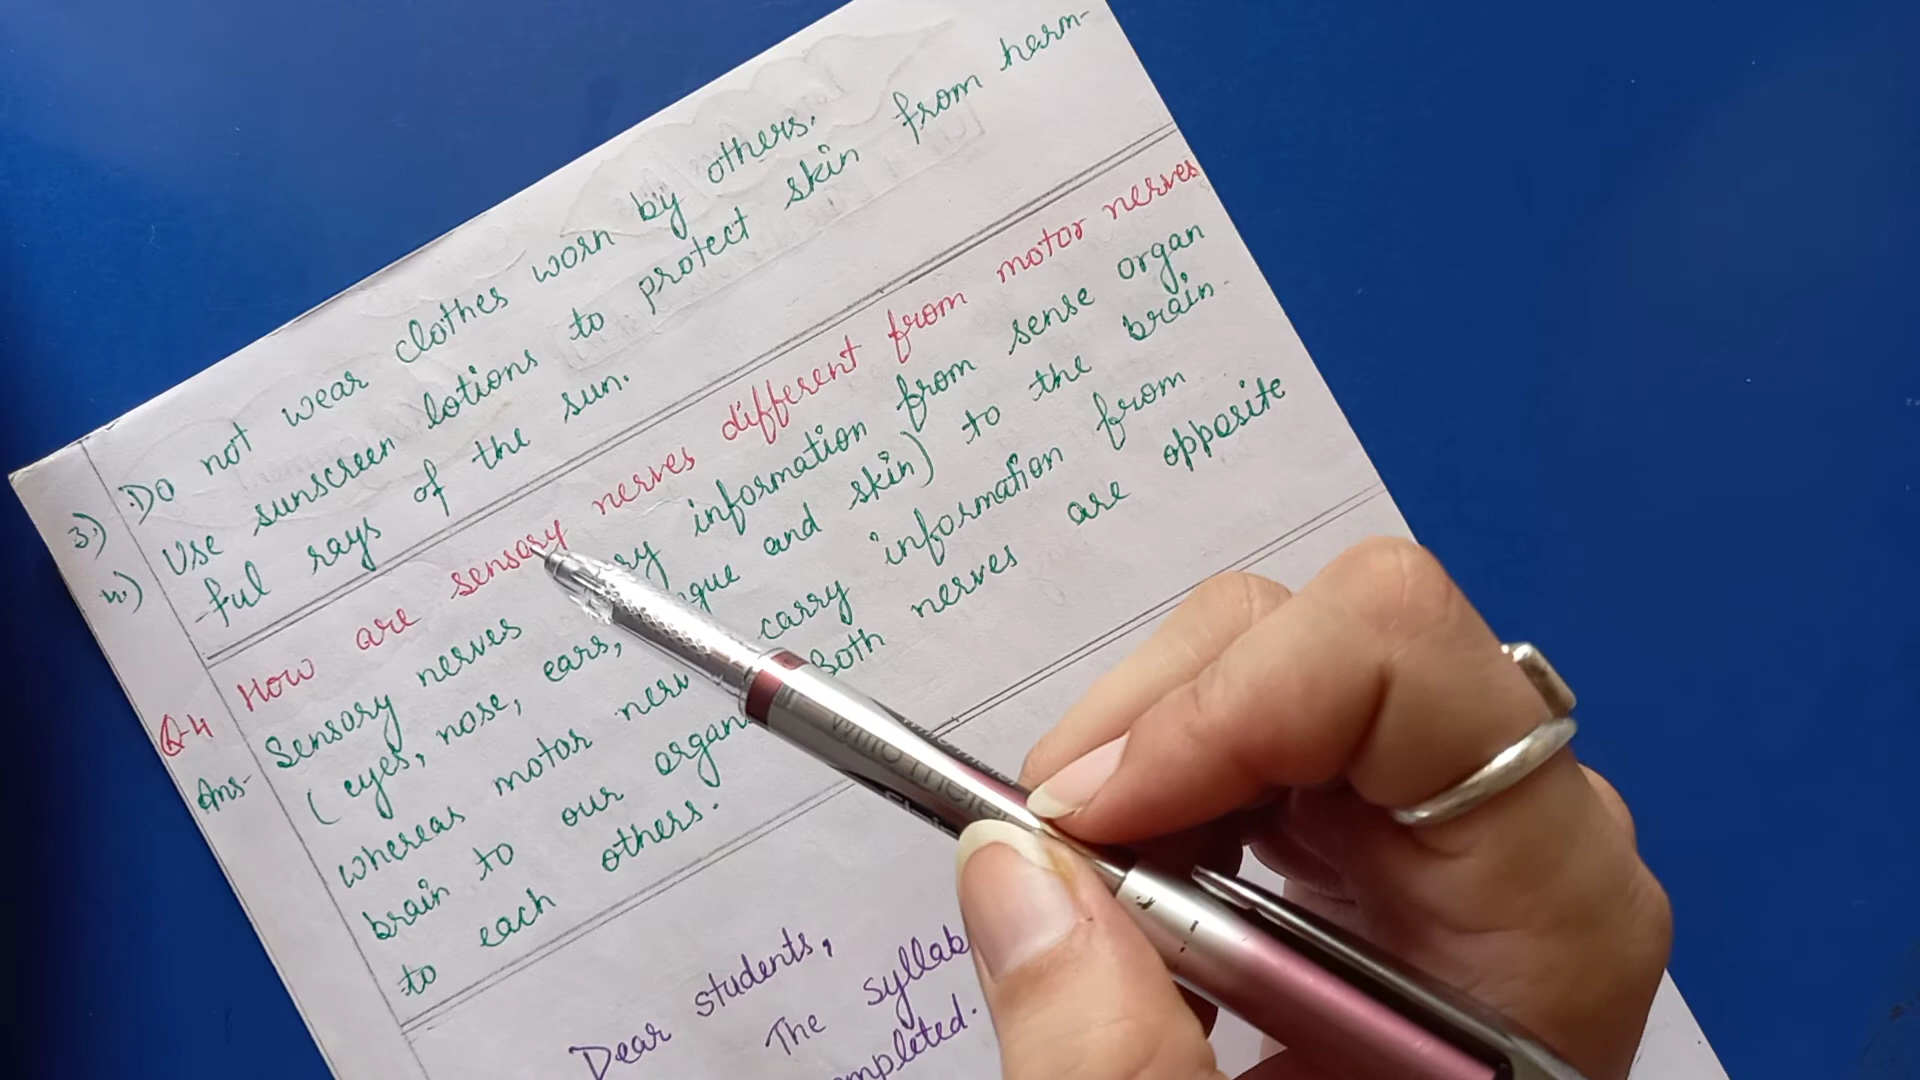 3.) Do not wear clothes worn by others.
4.) Use sunscreen lotions to protect skin from harm-
-ful rays of the sun.
Q-4 How are sensory nerves different from motor nerves
Ans- Sensory nerves information from sense organ
( eyes, nose, ears, and skin) to the brain-
whereas motor carry information from
brain to our Both nerves are opposite
to each others.
Dear students,
The